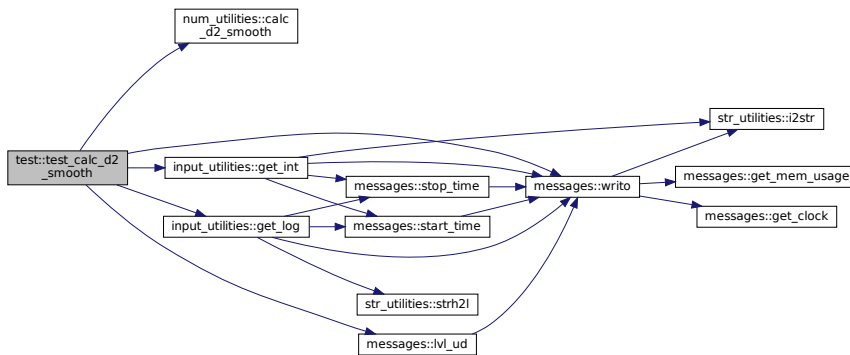 num_utilities::calc
_d2_smooth
test::test_calc_d2
_smooth
input_utilities::get_int
input_utilities::get_log
messages::stop_time
messages::start_time
str_utilities::strh2l
messages::lvl_ud
messages::writo
str_utilities::i2str
messages::get_mem_usage
messages::get_clock